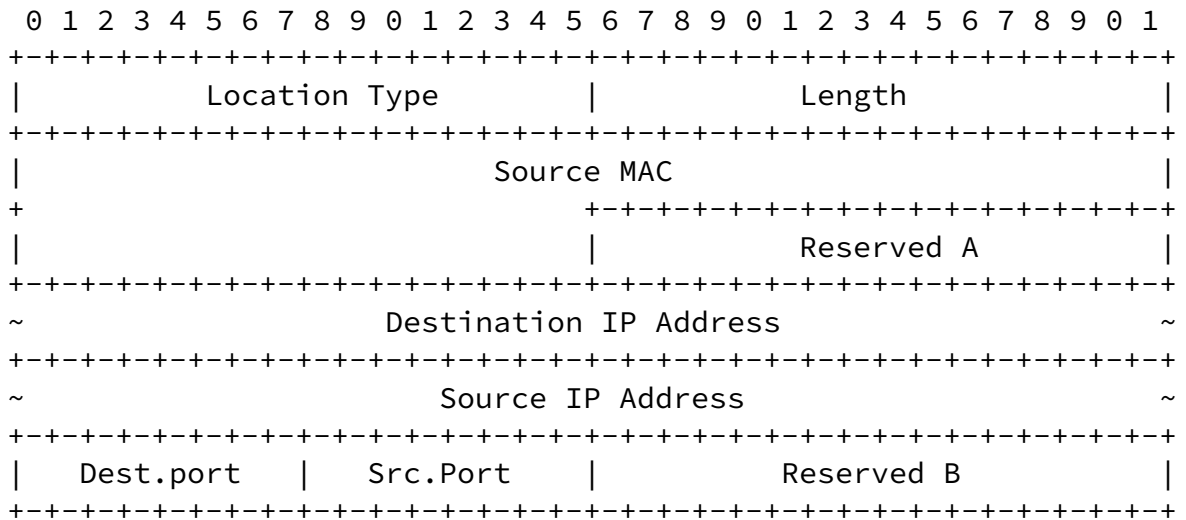 0 1 2 3 4 5 6 7 8 9 0 1 2 3 4 5 6 7 8 9 0 1 2 3 4 5 6 7 8 9 0 1
+-+-+-+-+-+-+-+-+-+-+-+-+-+-+-+-+-+-+-+-+-+-+-+-+-+-+-+-+-+-+-+-+
|          Location Type        |           Length              |
+-+-+-+-+-+-+-+-+-+-+-+-+-+-+-+-+-+-+-+-+-+-+-+-+-+-+-+-+-+-+-+-+
|                          Source MAC                           |
+                               +-+-+-+-+-+-+-+-+-+-+-+-+-+-+-+-+
|                               |           Reserved A          |
+-+-+-+-+-+-+-+-+-+-+-+-+-+-+-+-+-+-+-+-+-+-+-+-+-+-+-+-+-+-+-+-+
~                    Destination IP Address                     ~
+-+-+-+-+-+-+-+-+-+-+-+-+-+-+-+-+-+-+-+-+-+-+-+-+-+-+-+-+-+-+-+-+
~                       Source IP Address                       ~
+-+-+-+-+-+-+-+-+-+-+-+-+-+-+-+-+-+-+-+-+-+-+-+-+-+-+-+-+-+-+-+-+
|   Dest.port   |   Src.Port    |          Reserved B           |
+-+-+-+-+-+-+-+-+-+-+-+-+-+-+-+-+-+-+-+-+-+-+-+-+-+-+-+-+-+-+-+-+